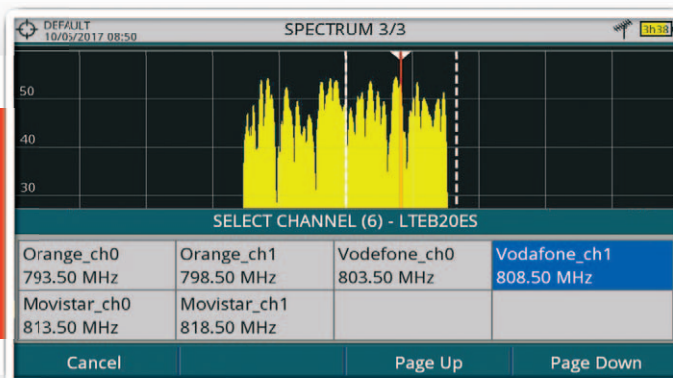 DEFAULT
10/05/2017 08:50
SPECTRUM 3/3
3h38
50
40
30
SELECT CHANNEL (6) - LTEB20ES
Orange_ch0
793.50 MHz
Orange_ch1
798.50 MHz
Vodefone_ch0
803.50 MHz
Vodafone_ch1
808.50 MHz
Movistar_ch0
813.50 MHz
Movistar_ch1
818.50 MHz
Cancel
Page Up
Page Down